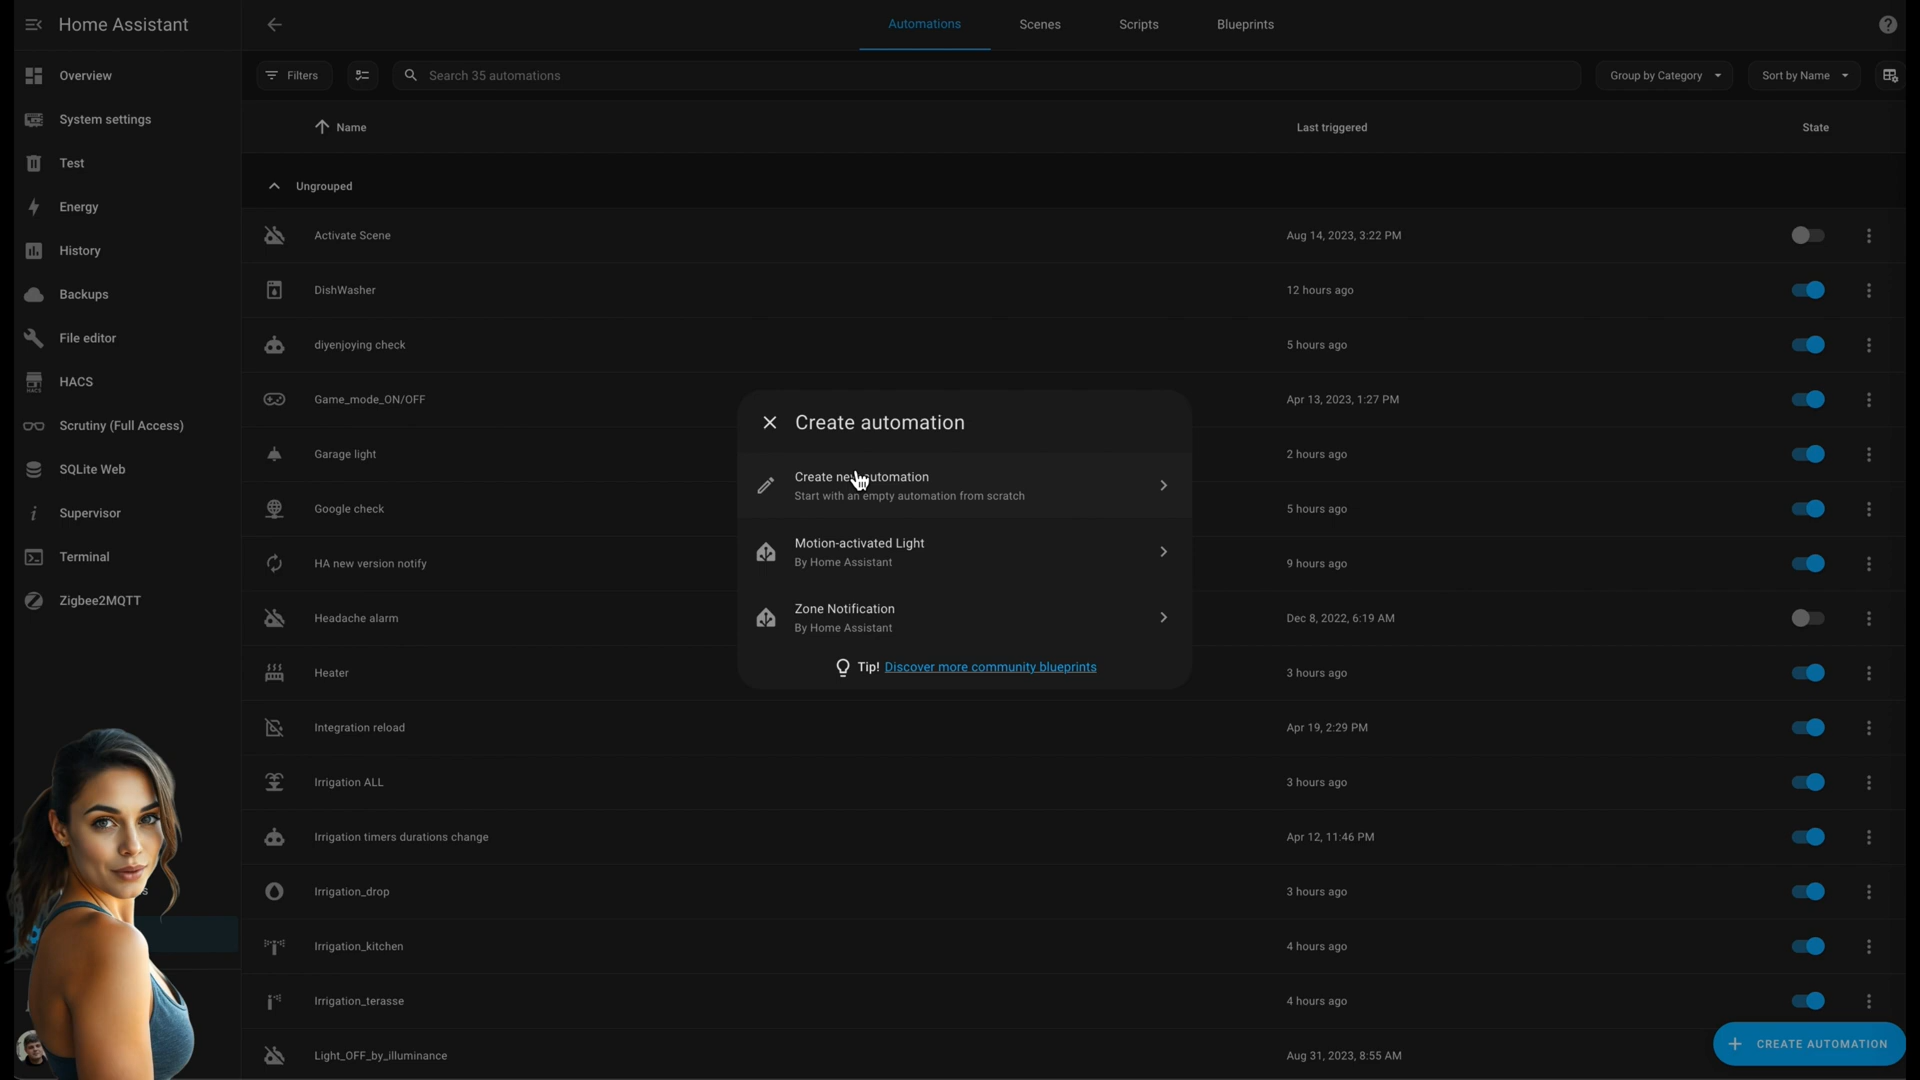 Home Assistant
Automations
Scenes
Scripts
Blueprints
Overview
System settings
Test
Energy
History
Backups
File editor
HACS
HACS
Scrutiny (Full Access)
SQLite Web
Supervisor
Terminal
Zigbee2MQTT
Filters
Search 35 automations
Group by Category
Sort by Name
Name
Last triggered
State
Ungrouped
Activate Scene
Aug 14, 2023, 3:22 PM
DishWasher
12 hours ago
diyenjoying check
5 hours ago
Game_mode_ON/OFF
Apr 13, 2023, 1:27 PM
Garage light
2 hours ago
Google check
5 hours ago
HA new version notify
9 hours ago
Headache alarm
Dec 8, 2022, 6:19 AM
Heater
3 hours ago
Integration reload
Apr 19, 2:29 PM
Irrigation ALL
3 hours ago
Irrigation timers durations change
Apr 12, 11:46 PM
Irrigation_drop
3 hours ago
Irrigation_kitchen
4 hours ago
Irrigation_terasse
4 hours ago
Light_OFF_by_illuminance
Aug 31, 2023, 8:55 AM
Create automation
Create new automation
Start with an empty automation from scratch
Motion-activated Light
By Home Assistant
Zone Notification
By Home Assistant
Tip! Discover more community blueprints
CREATE AUTOMATION